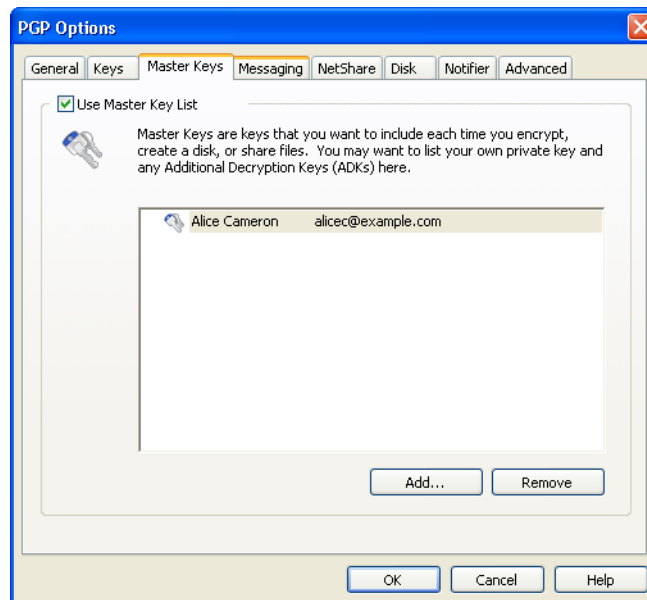 PGP Options
General Keys Master Keys Messaging NetShare Disk Notifier Advanced
Use Master Key List
Master Keys are keys that you want to include each time you encrypt,
create a disk, or share files. You may want to list your own private key and
any Additional Decryption Keys (ADKs) here.
Alice Cameron alicec@example.com
Add... Remove
OK Cancel Help